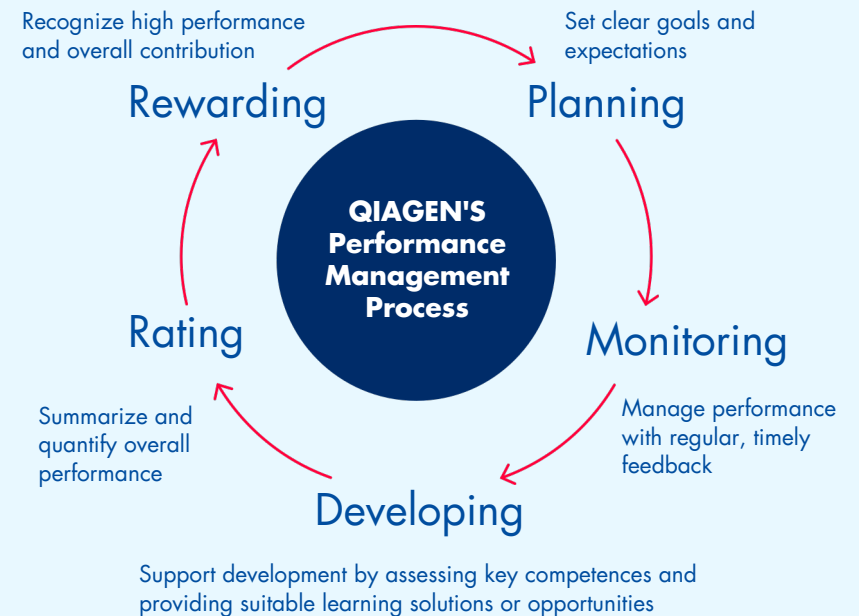 Recognize high performance
and overall contribution
Rewarding
Set clear goals and
expectations
Planning
QIAGEN'S
Performance
Management
Process
Rating
Summarize and
quantify overall
performance
Monitoring
Manage performance
with regular, timely
feedback
Developing
Support development by assessing key competences and
providing suitable learning solutions or opportunities